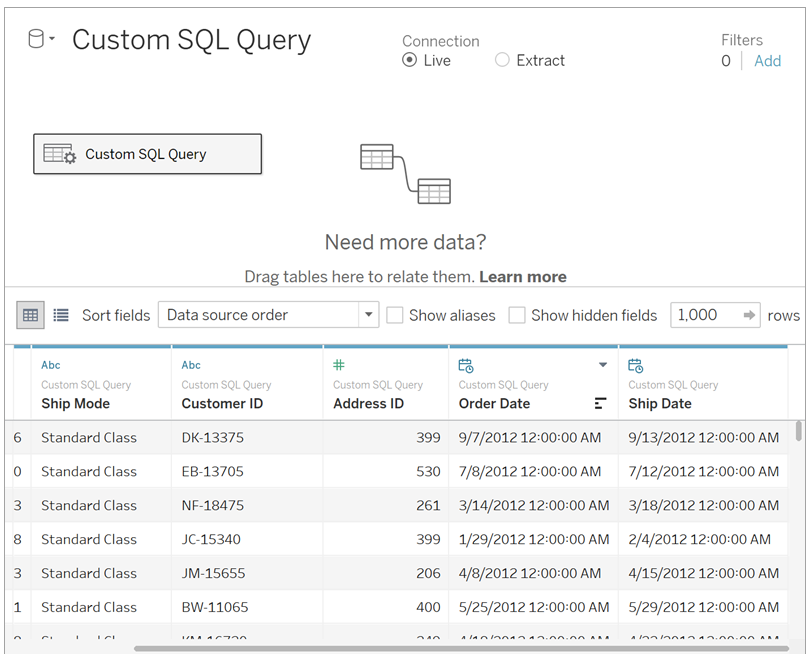 Custom SQL Query
Connection
Live Extract
Filters
0 Add
Custom SQL Query
Need more data?
Drag tables here to relate them. Learn more
Sort fields Data source order Show aliases Show hidden fields 1,000 rows
Abc Abc #
Custom SQL Query Custom SQL Query Custom SQL Query Custom SQL Query Custom SQL Query
Ship Mode Customer ID Address ID Order Date Ship Date
6 Standard Class DK-13375 399 9/7/2012 12:00:00 AM 9/13/2012 12:00:00 AM
0 Standard Class EB-13705 530 7/8/2012 12:00:00 AM 7/12/2012 12:00:00 AM
3 Standard Class NF-18475 261 3/14/2012 12:00:00 AM 3/18/2012 12:00:00 AM
8 Standard Class JC-15340 399 1/29/2012 12:00:00 AM 2/4/2012 12:00:00 AM
3 Standard Class JM-15655 206 4/8/2012 12:00:00 AM 4/15/2012 12:00:00 AM
1 Standard Class BW-11065 400 5/25/2012 12:00:00 AM 5/29/2012 12:00:00 AM
Standard Class